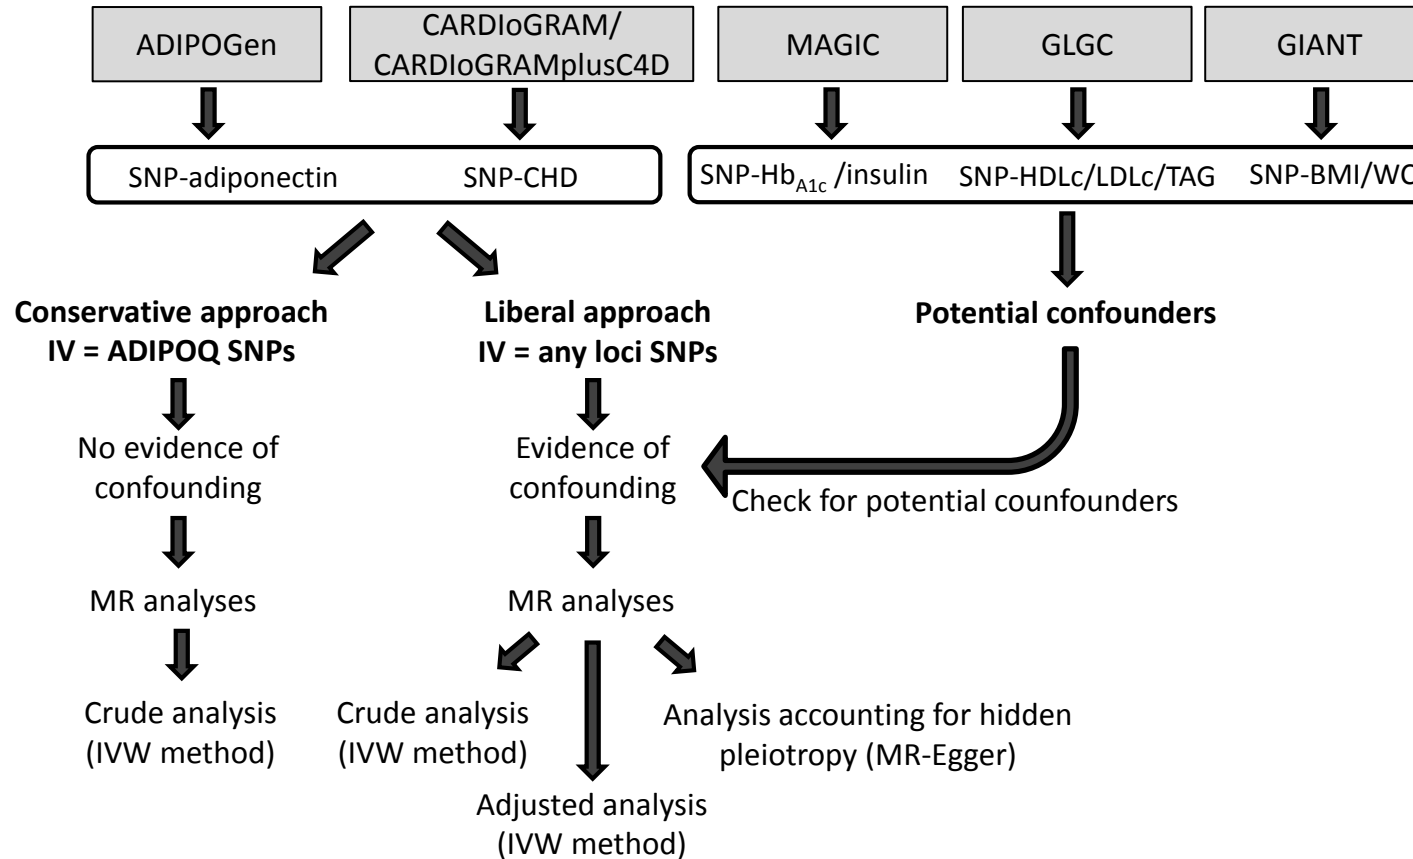 ADIPOGen
CARDIoGRAM/
CARDIoGRAMplusC4D
MAGIC
GLGC
GIANT
SNP-adiponectin
SNP-CHD
SNP-HbA1c /insulin
SNP-HDLc/LDLc/TAG
SNP-BMI/WC
Conservative approach
IV = ADIPOQ SNPs
Liberal approach
IV = any loci SNPs
Potential confounders
No evidence of
confounding
Evidence of
confounding
Check for potential counfounders
MR analyses
MR analyses
Crude analysis
(IVW method)
Crude analysis
(IVW method)
Analysis accounting for hidden
pleiotropy (MR-Egger)
Adjusted analysis
(IVW method)